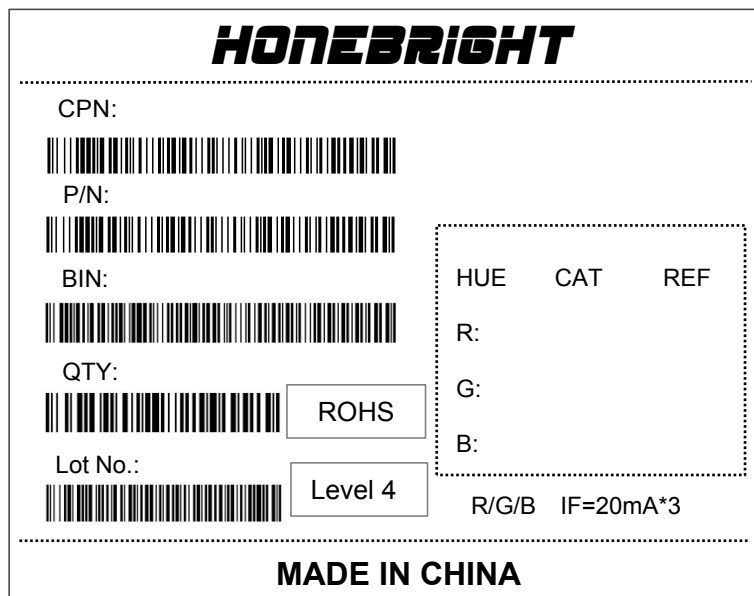 HONEBRIGHT
CPN:
P/N:
BIN:
QTY:
ROHS
Lot No.:
Level 4
HUE CAT REF
R:
G:
B:
R/G/B IF=20mA*3
MADE IN CHINA